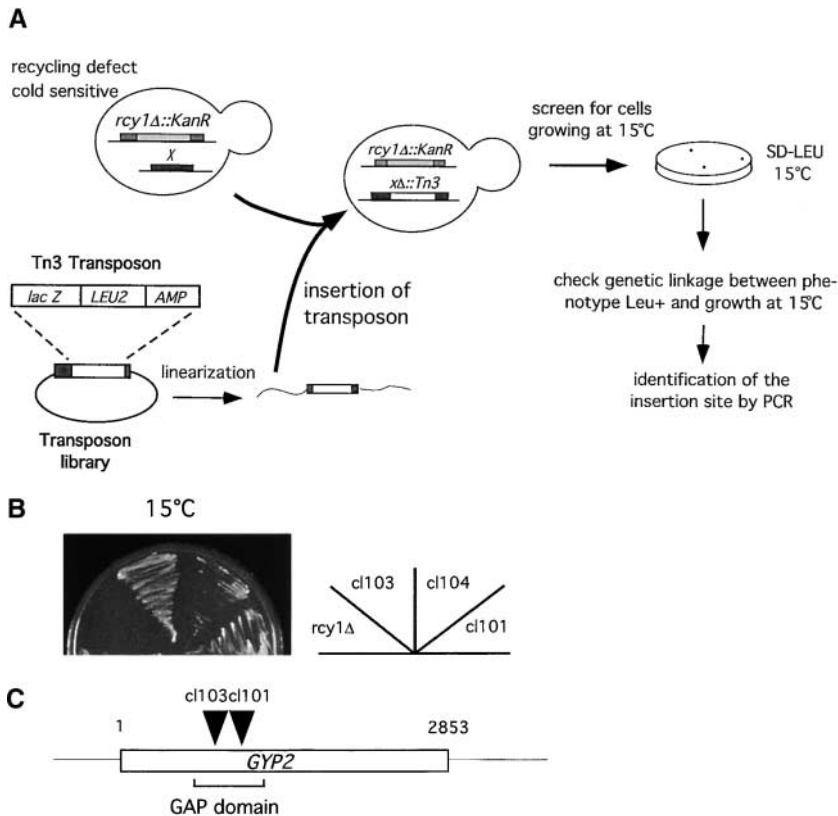 A
recycling defect
cold sensitive
rcy1Δ::KanR
X
rcy1Δ::KanR
xΔ::Tn3
screen for cells
growing at 15°C
SD-LEU
15°C
Tn3 Transposon
lac Z
LEU2
AMP
insertion of
transposon
linearization
Transposon
library
check genetic linkage between phe-
notype Leu+ and growth at 15°C
identification of the
insertion site by PCR
B
15°C
rcy1Δ
cl103
cl104
cl101
C
cl103
cl101
1
2853
GYP2
GAP domain